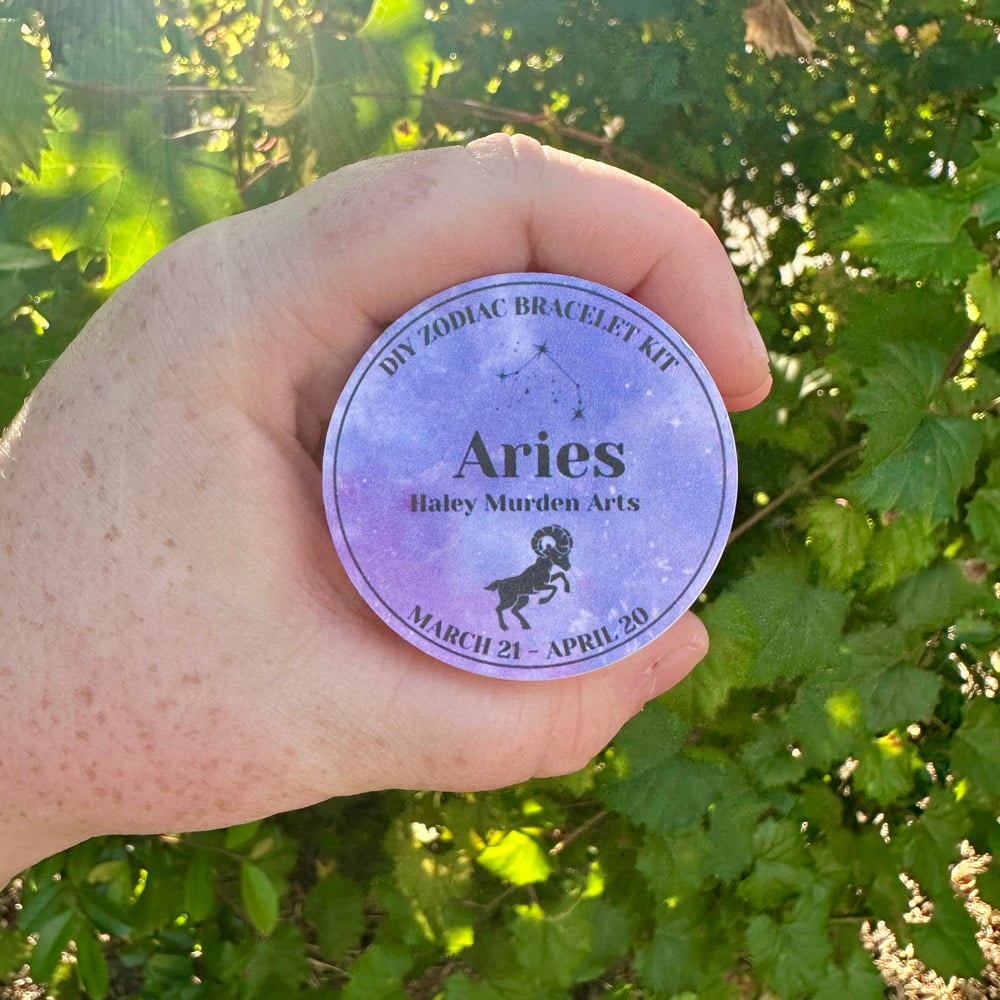 DIY ZODIAC BRACELET KIT
Aries
Haley Murden Arts
MARCH 21 - APRIL 20